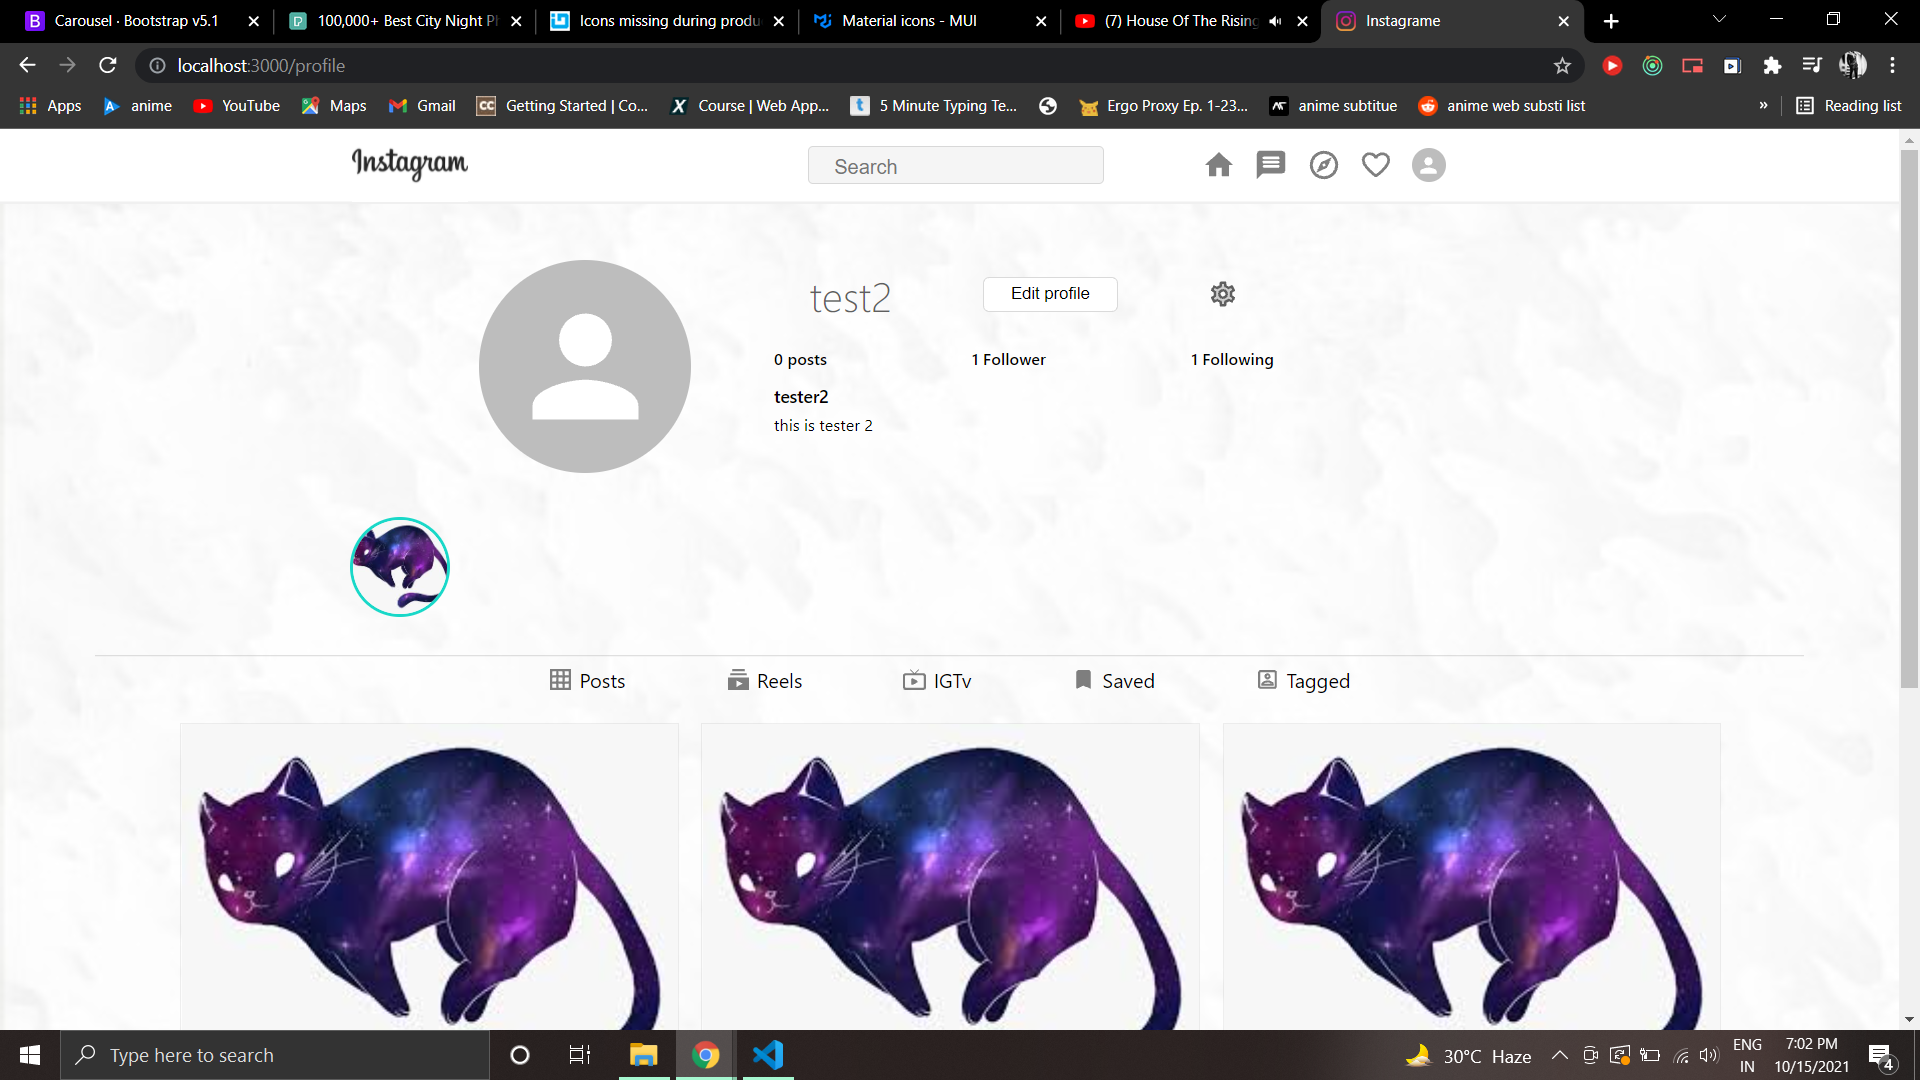 Carousel · Bootstrap v5.1
100,000+ Best City Night Ph
Icons missing during produ
Material icons - MUI
(7) House Of The Rising
Instagrame
localhost:3000/profile
Apps
anime
YouTube
Maps
Gmail
Getting Started | Co...
Course | Web App...
5 Minute Typing Te...
Ergo Proxy Ep. 1-23...
anime subtitue
anime web substi list
»
Reading list
Instagram
Search
test2
Edit profile
0 posts
1 Follower
1 Following
tester2
this is tester 2
Posts
Reels
IGTv
Saved
Tagged
Type here to search
30°C Haze
ENG
IN
7:02 PM
10/15/2021
4